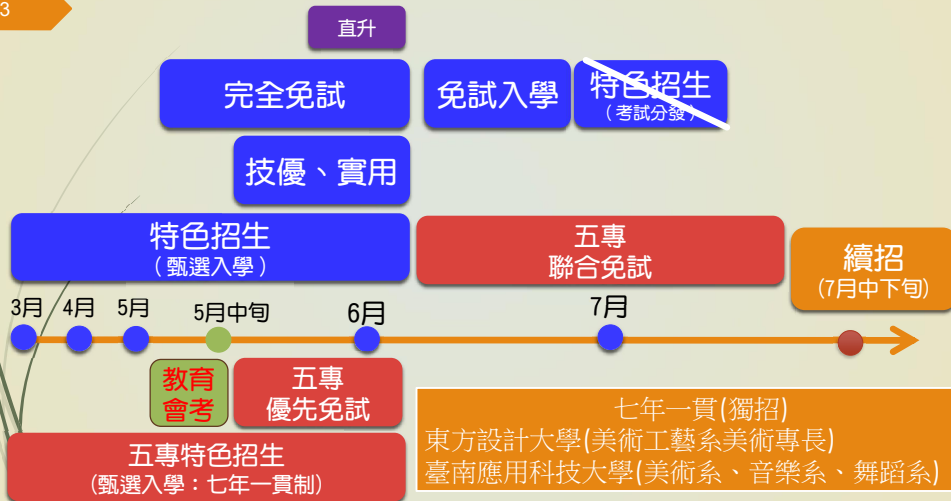 3
直升
完全免試
免試入學
特色招生
（考試分發）
技優、實用
特色招生
（甄選入學）
五專
聯合免試
續招
(7月中下旬)
3月
4月
5月
5月中旬
6月
7月
教育
會考
五專
優先免試
五專特色招生
(甄選入學：七年一貫制)
七年一貫(獨招)
東方設計大學(美術工藝系美術專長)
臺南應用科技大學(美術系、音樂系、舞蹈系)